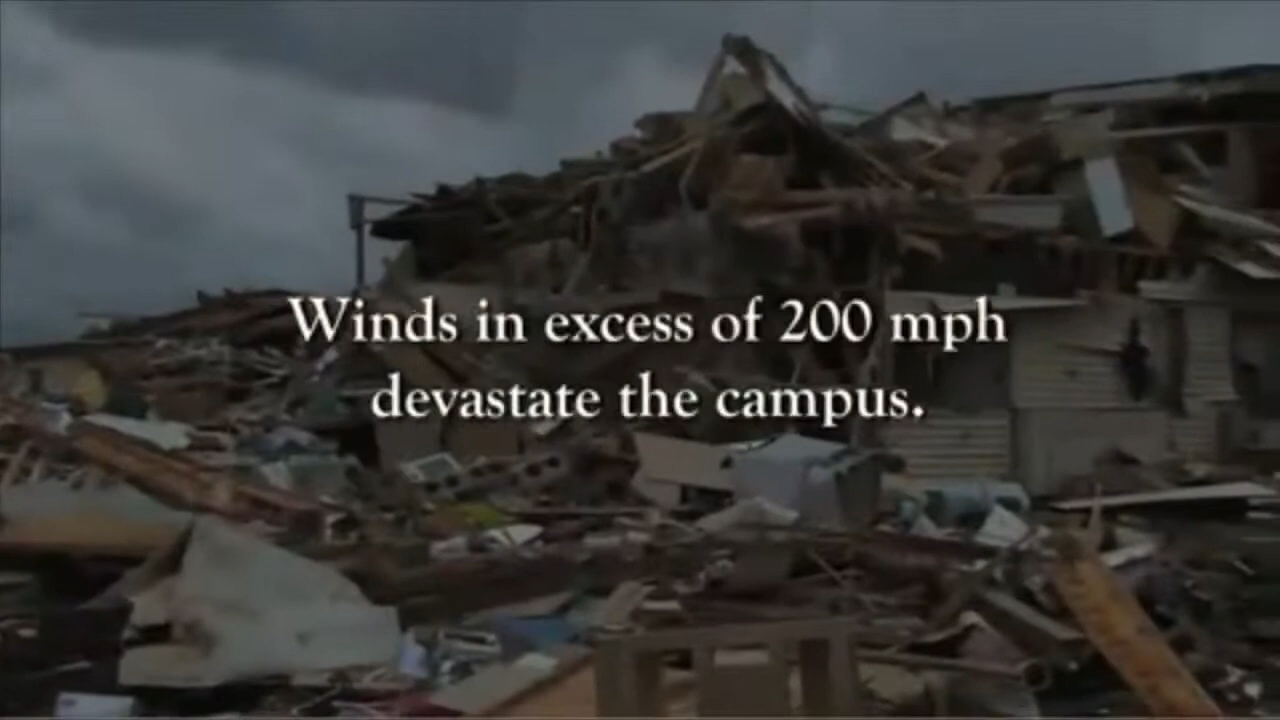 Winds in excess of 200 mph
devastate the campus.